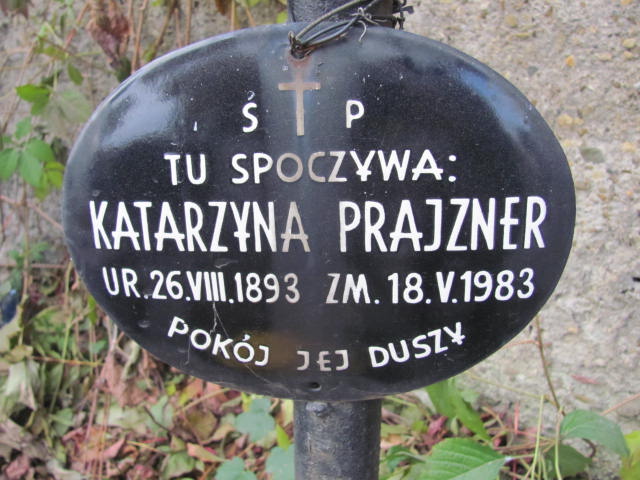 Ś P
TU SPOCZYWA:
KATARZYNA PRAJZNER
UR. 26.VIII.1893 ZM. 18.V.1983
POKÓJ JEJ DUSZY